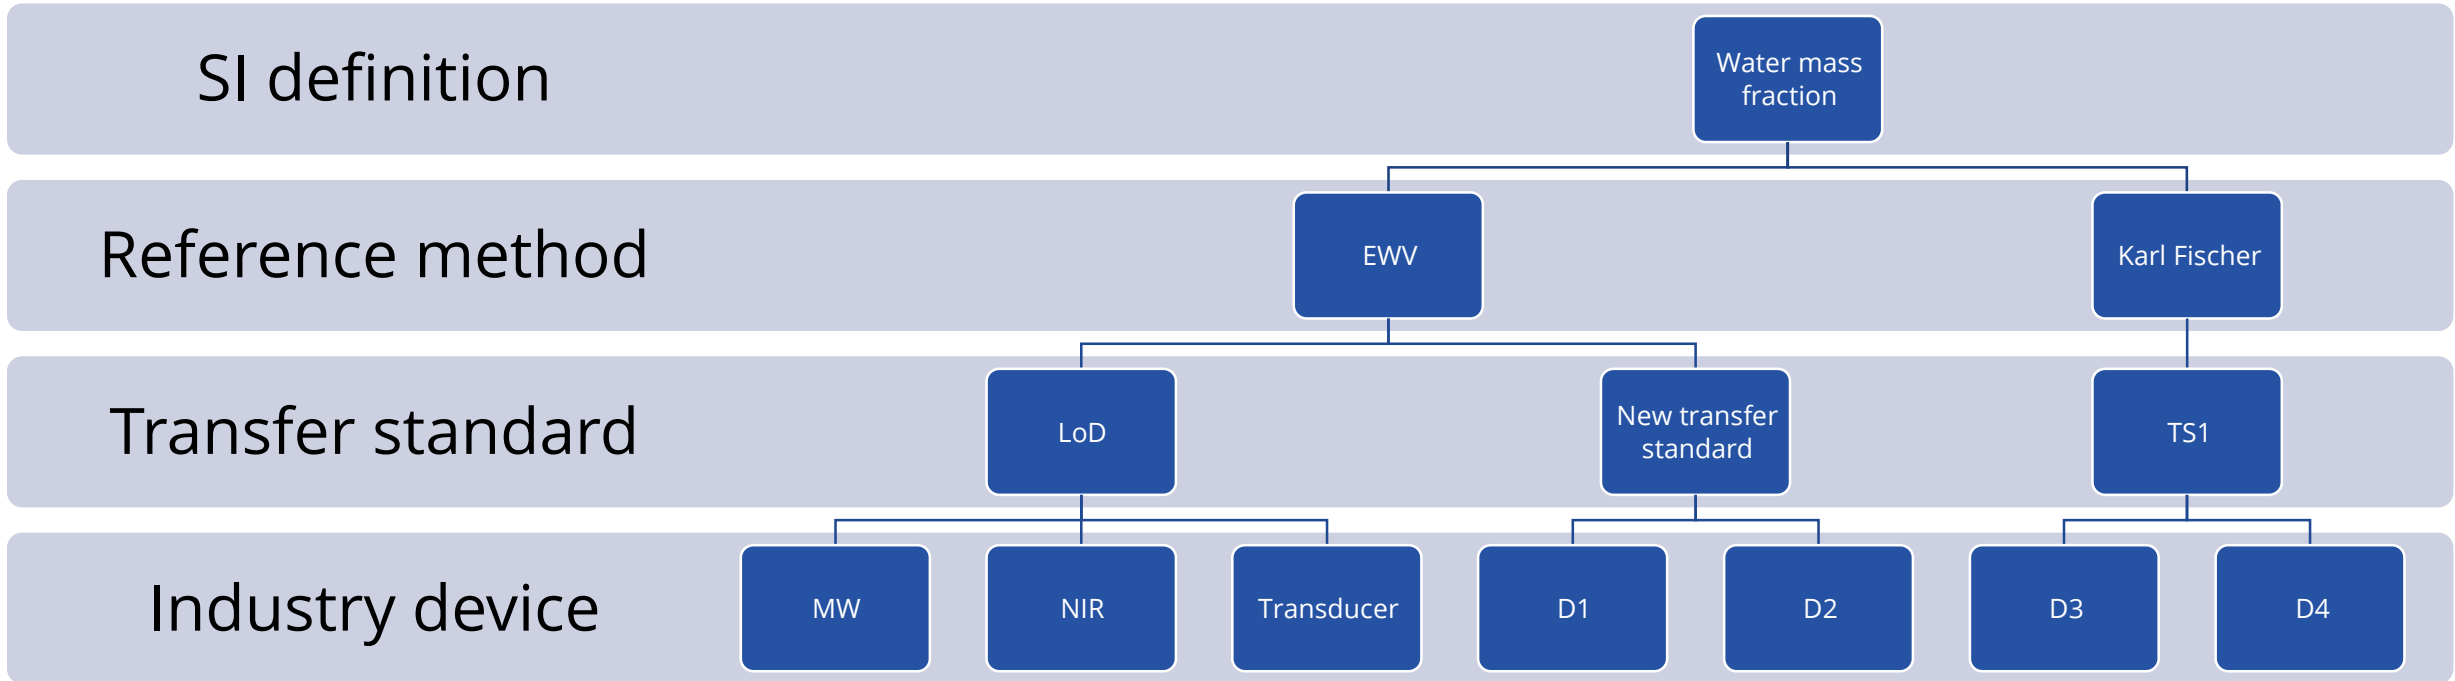 SI definition
Water mass
fraction
Reference method
EWV
Karl Fischer
Transfer standard
LoD
New transfer
standard
TS1
Industry device
MW
NIR
Transducer
D1
D2
D3
D4